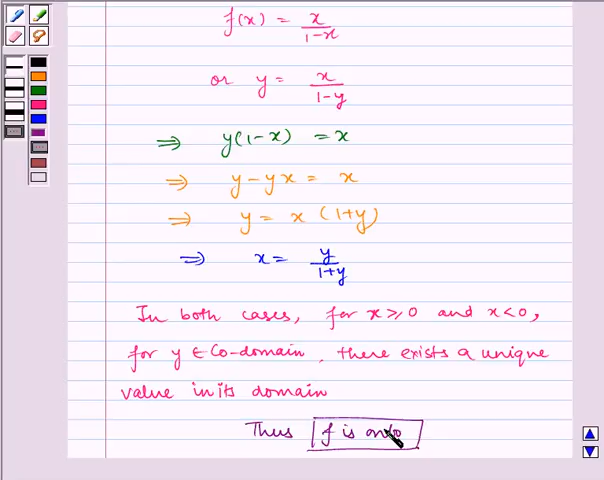 f(x) = x/1-x
or y = x/1-y
⇒ y(1-x) = x
⇒ y-yx = x
⇒ y = x (1+y)
⇒ x = y/1+y
In both cases, for x≥0 and x<0,
for y ∈ Co-domain, there exists a unique
value in its domain
Thus f is onto